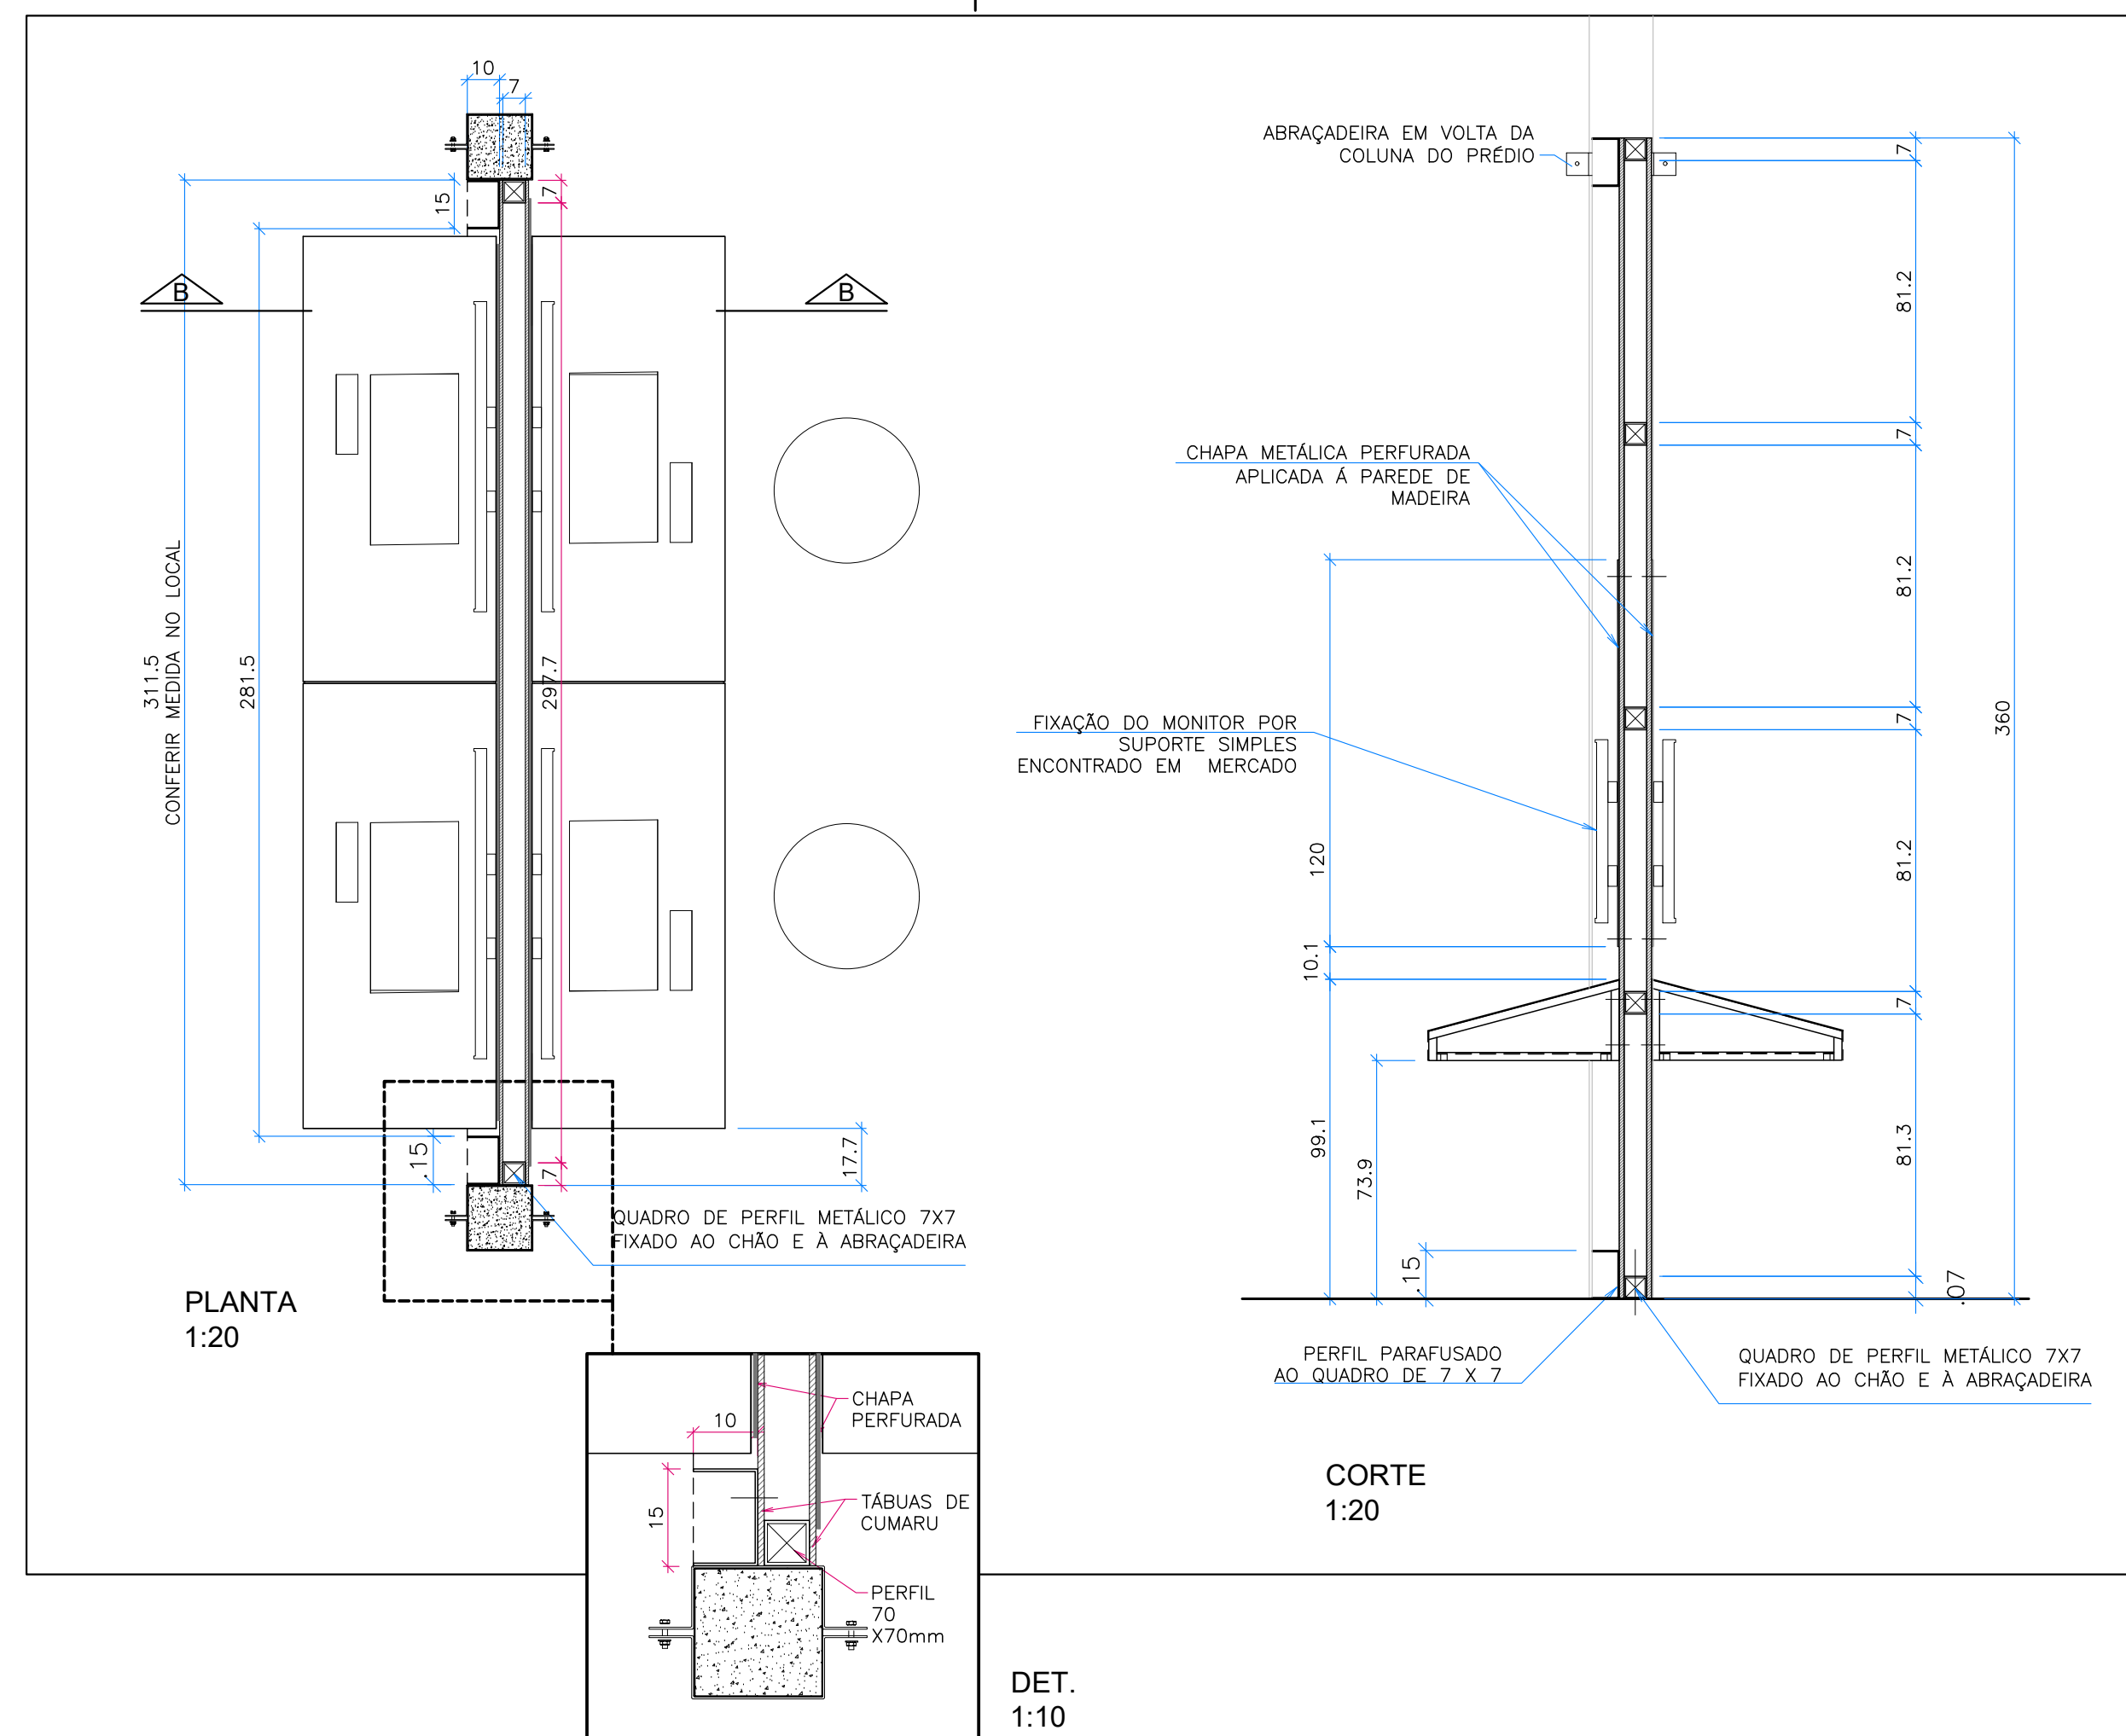 10
7
15
7
B
B
311.5
CONFERIR MEDIDA NO LOCAL
281.5
297.7
.15
7
17.7
QUADRO DE PERFIL METÁLICO 7X7
FIXADO AO CHÃO E À ABRAÇADEIRA
PLANTA
1:20
ABRAÇADEIRA EM VOLTA DA
COLUNA DO PRÉDIO
CHAPA METÁLICA PERFURADA
APLICADA Á PAREDE DE
MADEIRA
FIXAÇÃO DO MONITOR POR
SUPORTE SIMPLES
ENCONTRADO EM MERCADO
120
10.1
99.1
73.9
.15
7
81.2
7
81.2
7
81.2
7
81.3
.07
360
PERFIL PARAFUSADO
AO QUADRO DE 7 X 7
QUADRO DE PERFIL METÁLICO 7X7
FIXADO AO CHÃO E À ABRAÇADEIRA
CORTE
1:20
10
15
CHAPA
PERFURADA
TÁBUAS DE
CUMARU
PERFIL
70
X70mm
DET.
1:10